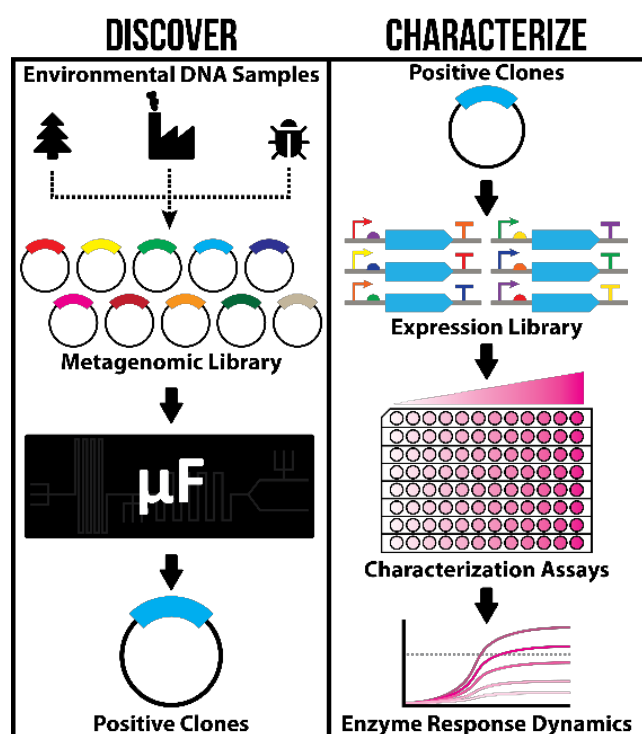 DISCOVER
Environmental DNA Samples
Metagenomic Library
µF
Positive Clones
CHARACTERIZE
Positive Clones
Expression Library
Characterization Assays
Enzyme Response Dynamics